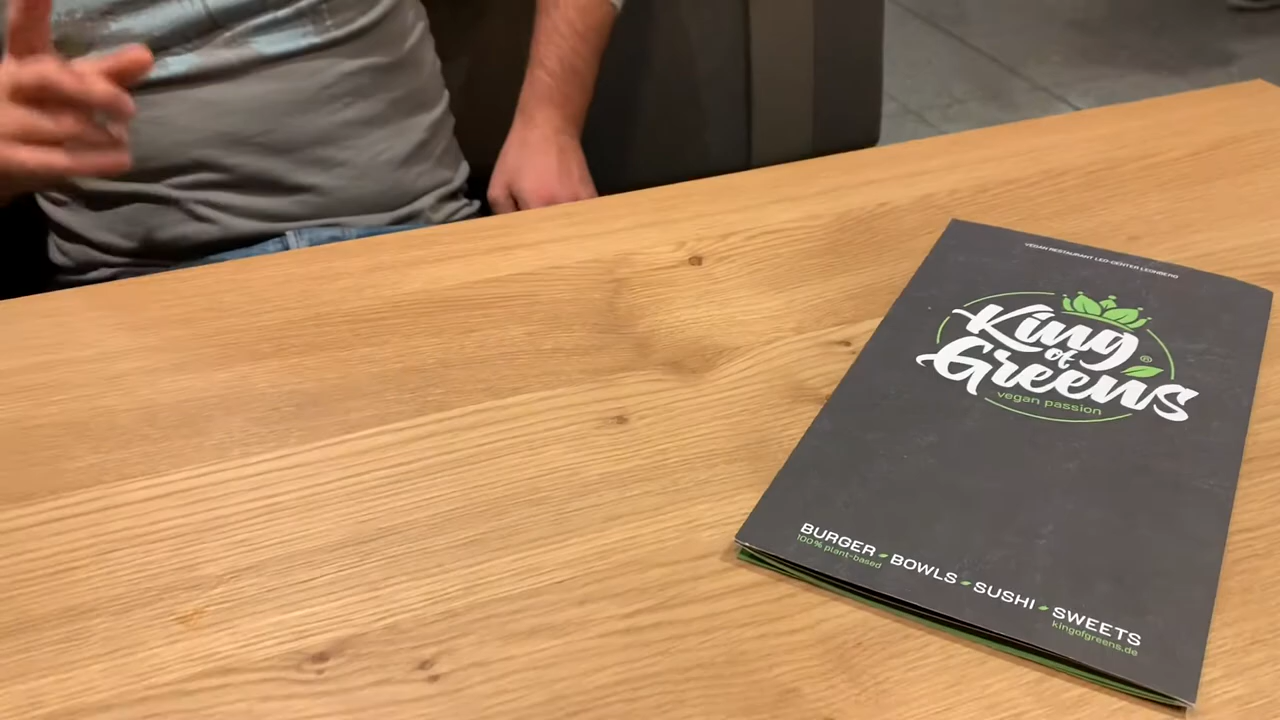 VEGAN RESTAURANT LEO-CENTER LEONBERG
King
of
Greens®
vegan passion
BURGER BOWLS SUSHI SWEETS
100% plant-based
kingofgreens.de